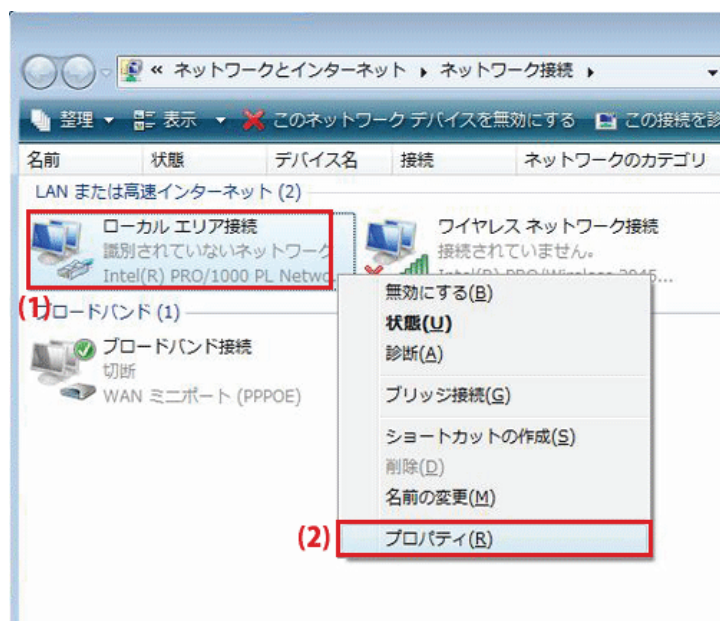 « ネットワークとインターネット ▸ ネットワーク接続 ▸
整理 表示 このネットワーク デバイスを無効にする この接続を診
名前 状態 デバイス名 接続 ネットワークのカテゴリ
LAN または高速インターネット (2)
ローカル エリア接続
識別されていないネットワーク
Intel(R) PRO/1000 PL Netwo...
ワイヤレス ネットワーク接続
接続されていません。
Intel(R) PRO/Wireless 3945...
(1)
ブロードバンド (1)
ブロードバンド接続
切断
WAN ミニポート (PPPOE)
無効にする(B)
状態(U)
診断(A)
ブリッジ接続(G)
ショートカットの作成(S)
削除(D)
名前の変更(M)
(2)
プロパティ(R)